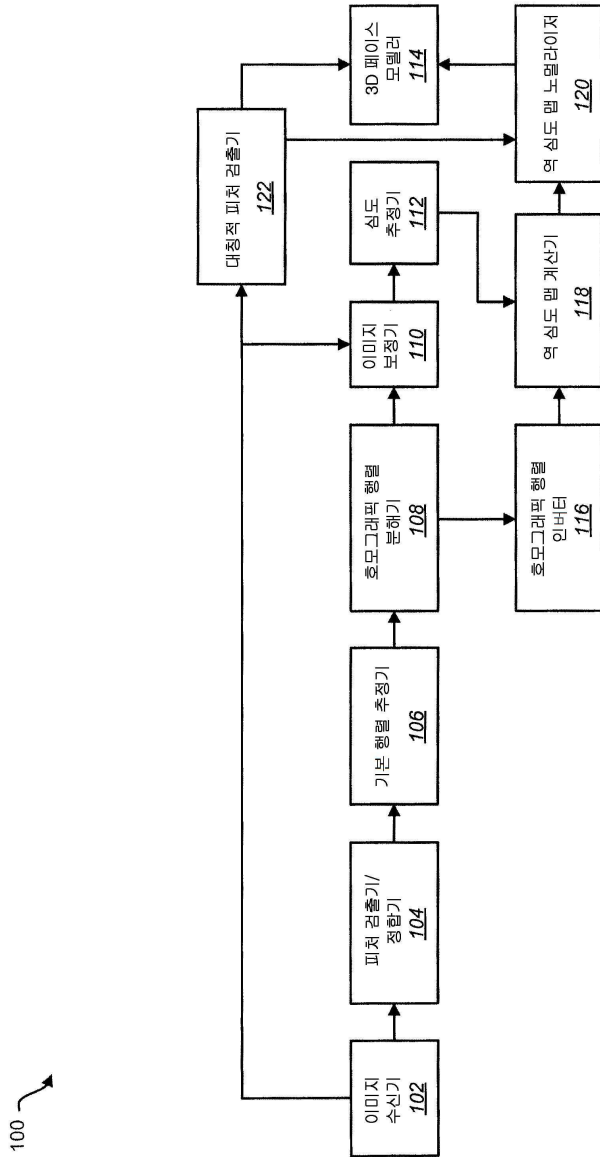 100
이미지
수신기
102
피처 검출기/
정합기
104
기본 행렬 추정기
106
호모그래픽 행렬
분해기
108
이미지
보정기
110
심도
추정기
112
3D 페이스
모델러
114
호모그래픽 행렬
인버터
116
역 심도 맵 계산기
118
역 심도 맵 노멀라이저
120
대칭적 피처 검출기
122